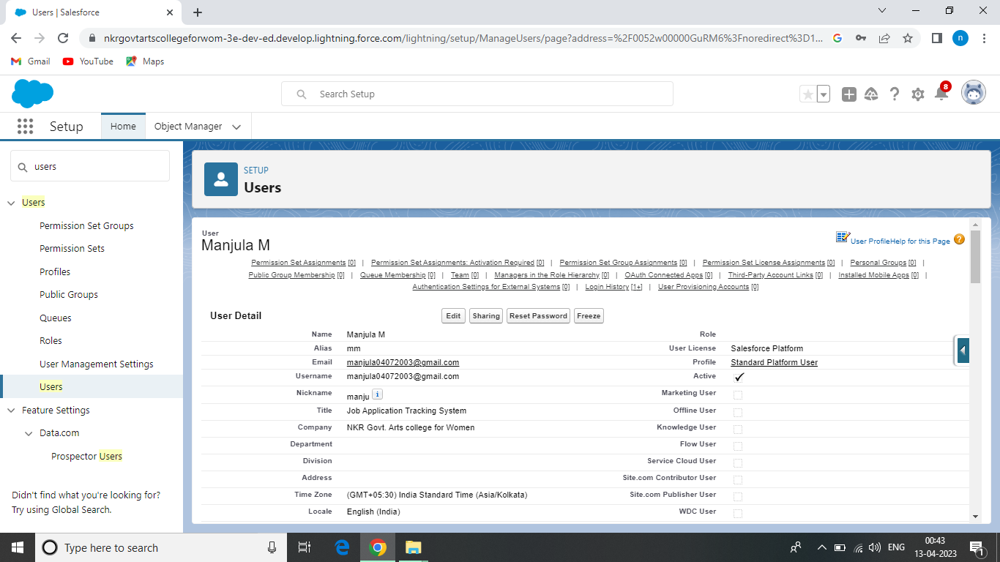 Users | Salesforce
nkrgovtartscollegeforwom-3e-dev-ed.develop.lightning.force.com/lightning/setup/ManageUsers/page?address=%2F0052w00000GuRM6%3Fnoredirect%3D1...
n
Gmail YouTube Maps
Search Setup
8
Setup Home Object Manager
users
Users
Permission Set Groups
Permission Sets
Profiles
Public Groups
Queues
Roles
User Management Settings
Users
Feature Settings
Data.com
Prospector Users
Didn't find what you're looking for?
Try using Global Search.
SETUP
Users
User
Manjula M
User Profile Help for this Page ?
Permission Set Assignments [0] | Permission Set Assignments: Activation Required [0] | Permission Set Group Assignments [0] | Permission Set License Assignments [0] | Personal Groups [0] |
Public Group Membership [0] | Queue Membership [0] | Team [0] | Managers in the Role Hierarchy [0] | OAuth Connected Apps [0] | Third-Party Account Links [0] | Installed Mobile Apps [0] |
Authentication Settings for External Systems [0] | Login History [1+] | User Provisioning Accounts [0]
User Detail Edit Sharing Reset Password Freeze
Name Manjula M Role
Alias mm User License Salesforce Platform
Email manjula04072003@gmail.com Profile Standard Platform User
Username manjula04072003@gmail.com Active ✓
Nickname manju i Marketing User
Title Job Application Tracking System Offline User
Company NKR Govt. Arts college for Women Knowledge User
Department Flow User
Division Service Cloud User
Address Site.com Contributor User
Time Zone (GMT+05:30) India Standard Time (Asia/Kolkata) Site.com Publisher User
Locale English (India) WDC User
Type here to search
ENG
00:43
13-04-2023
1